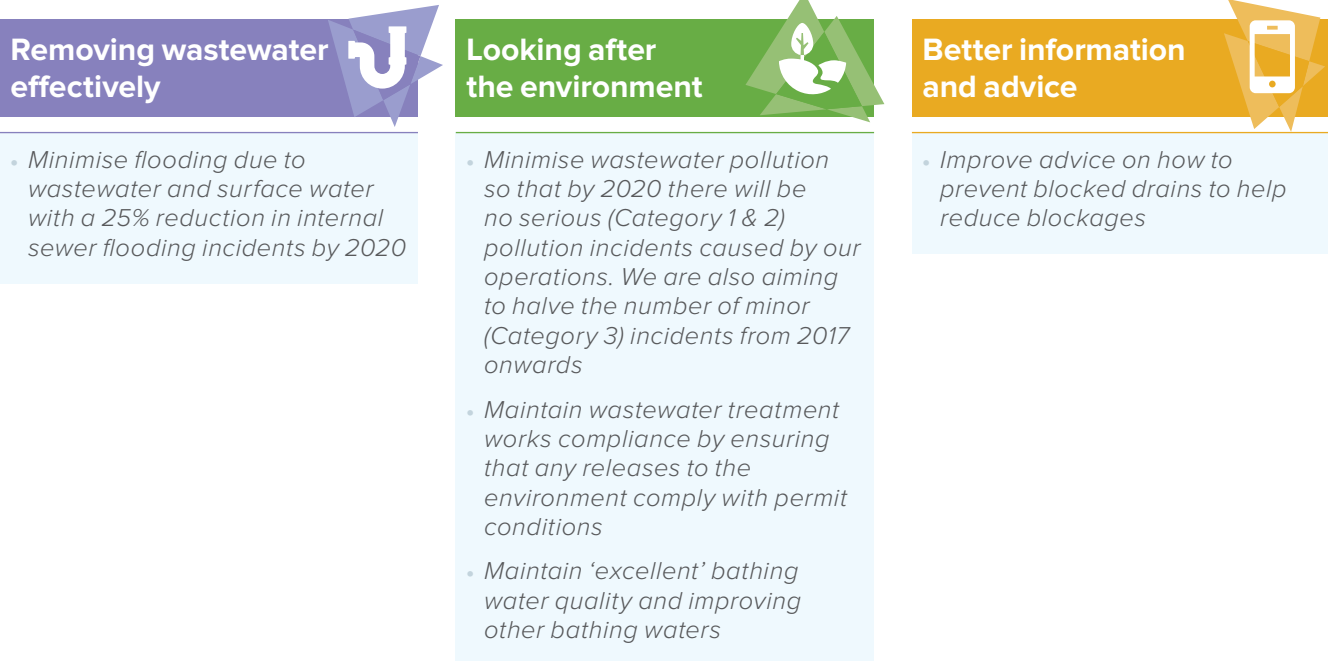 Removing wastewater
effectively
• Minimise flooding due to
wastewater and surface water
with a 25% reduction in internal
sewer flooding incidents by 2020
Looking after
the environment
• Minimise wastewater pollution
so that by 2020 there will be
no serious (Category 1 & 2)
pollution incidents caused by our
operations. We are also aiming
to halve the number of minor
(Category 3) incidents from 2017
onwards
• Maintain wastewater treatment
works compliance by ensuring
that any releases to the
environment comply with permit
conditions
• Maintain ‘excellent’ bathing
water quality and improving
other bathing waters
Better information
and advice
• Improve advice on how to
prevent blocked drains to help
reduce blockages